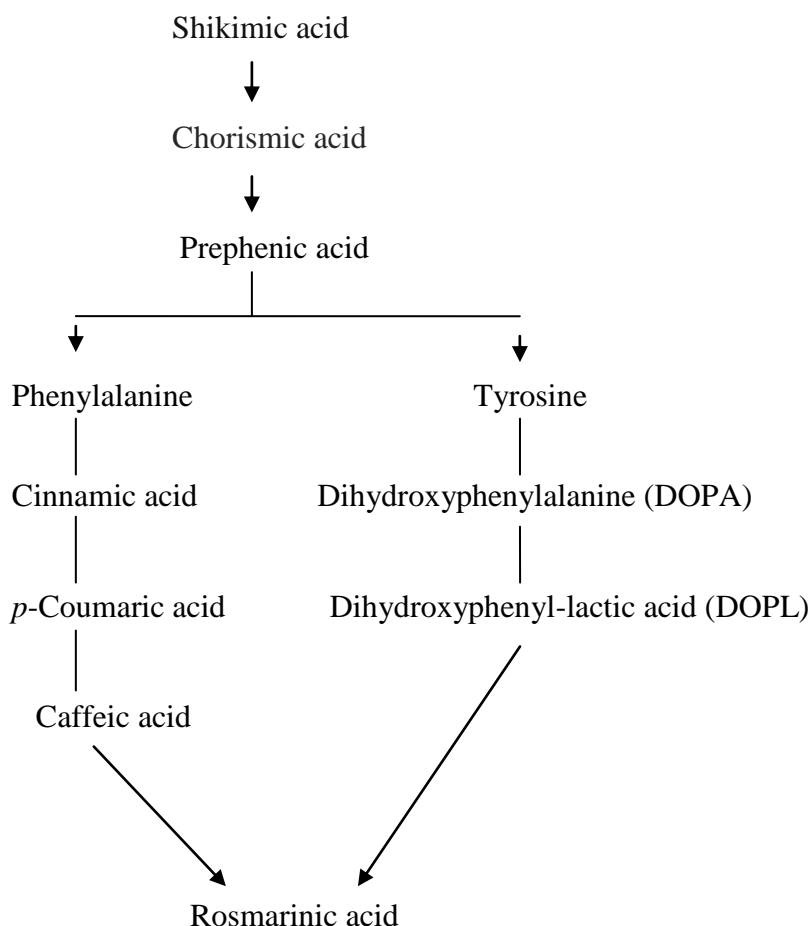 Shikimic acid
Chorismic acid
Prephenic acid
Phenylalanine
Tyrosine
Cinnamic acid
Dihydroxyphenylalanine (DOPA)
p-Coumaric acid
Dihydroxyphenyl-lactic acid (DOPL)
Caffeic acid
Rosmarinic acid